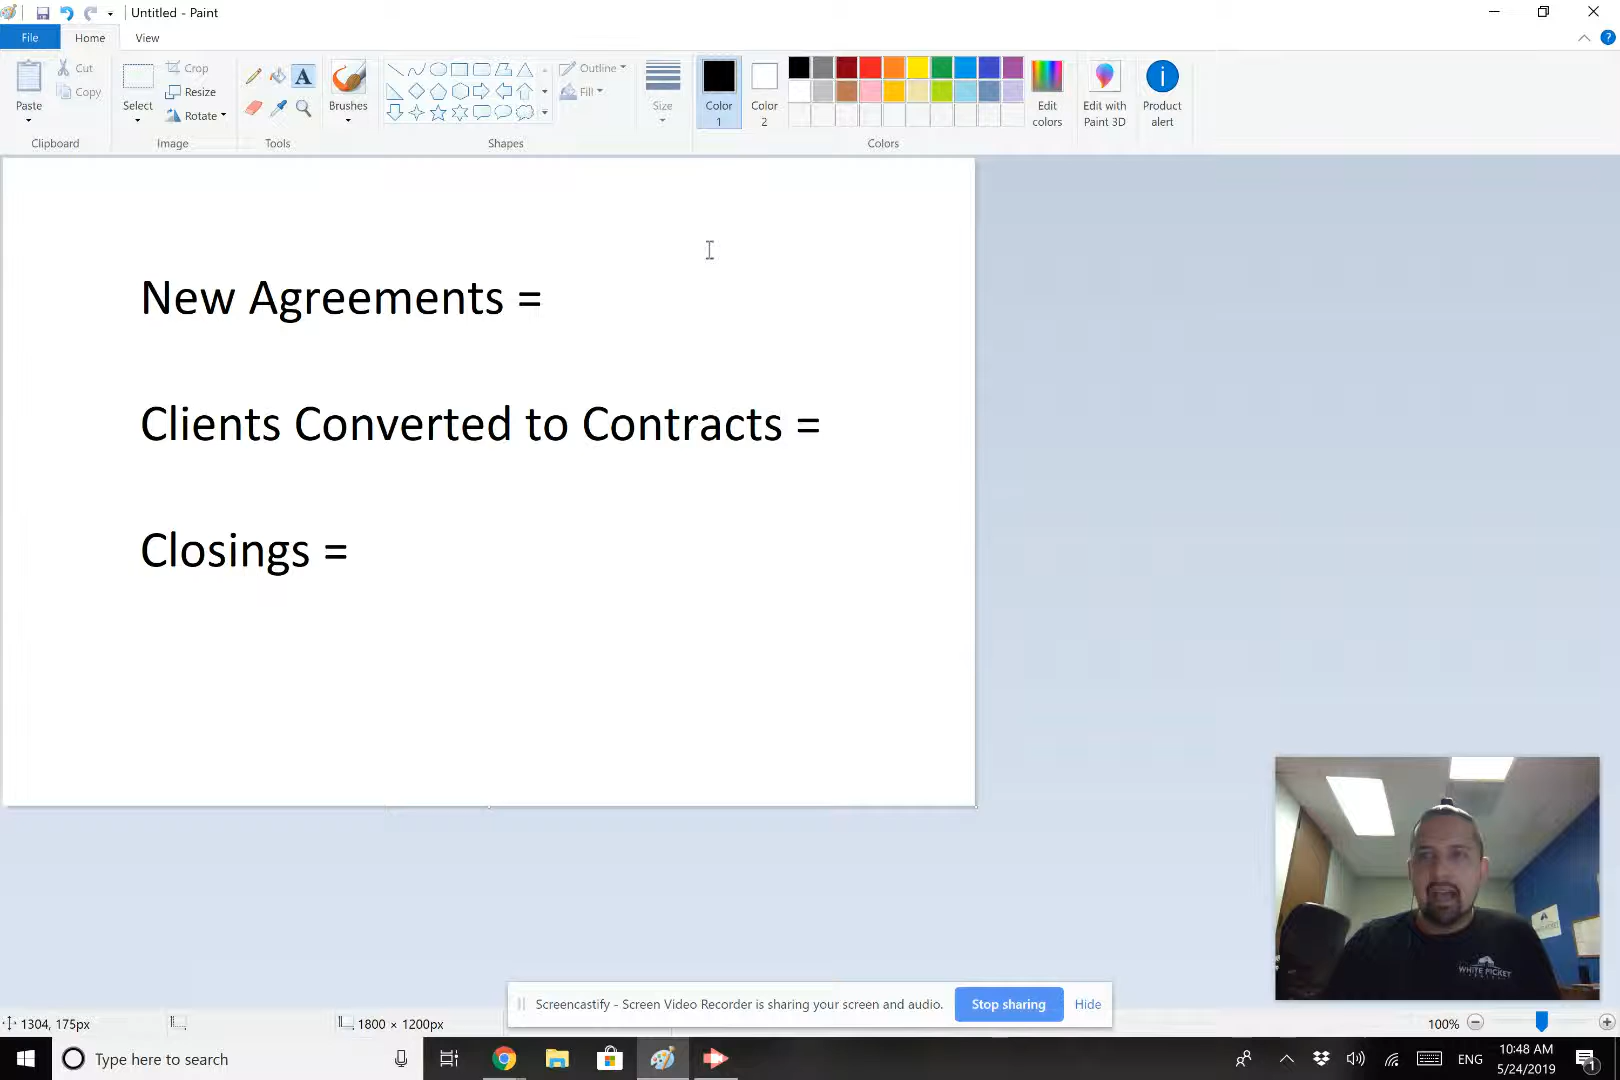 Untitled - Paint
File Home View
Paste
Cut
Copy
Clipboard
Select
Crop
Resize
Rotate
Image
A
Tools
Brushes
Outline
Fill
Shapes
Size
Color 1
Color 2
Edit colors
Edit with Paint 3D
Product alert
Colors
New Agreements =
Clients Converted to Contracts =
Closings =
WHITE PICKET
Screencastify - Screen Video Recorder is sharing your screen and audio. Stop sharing Hide
1304, 175px 1800 × 1200px 100%
Type here to search
ENG
10:48 AM
5/24/2019
1